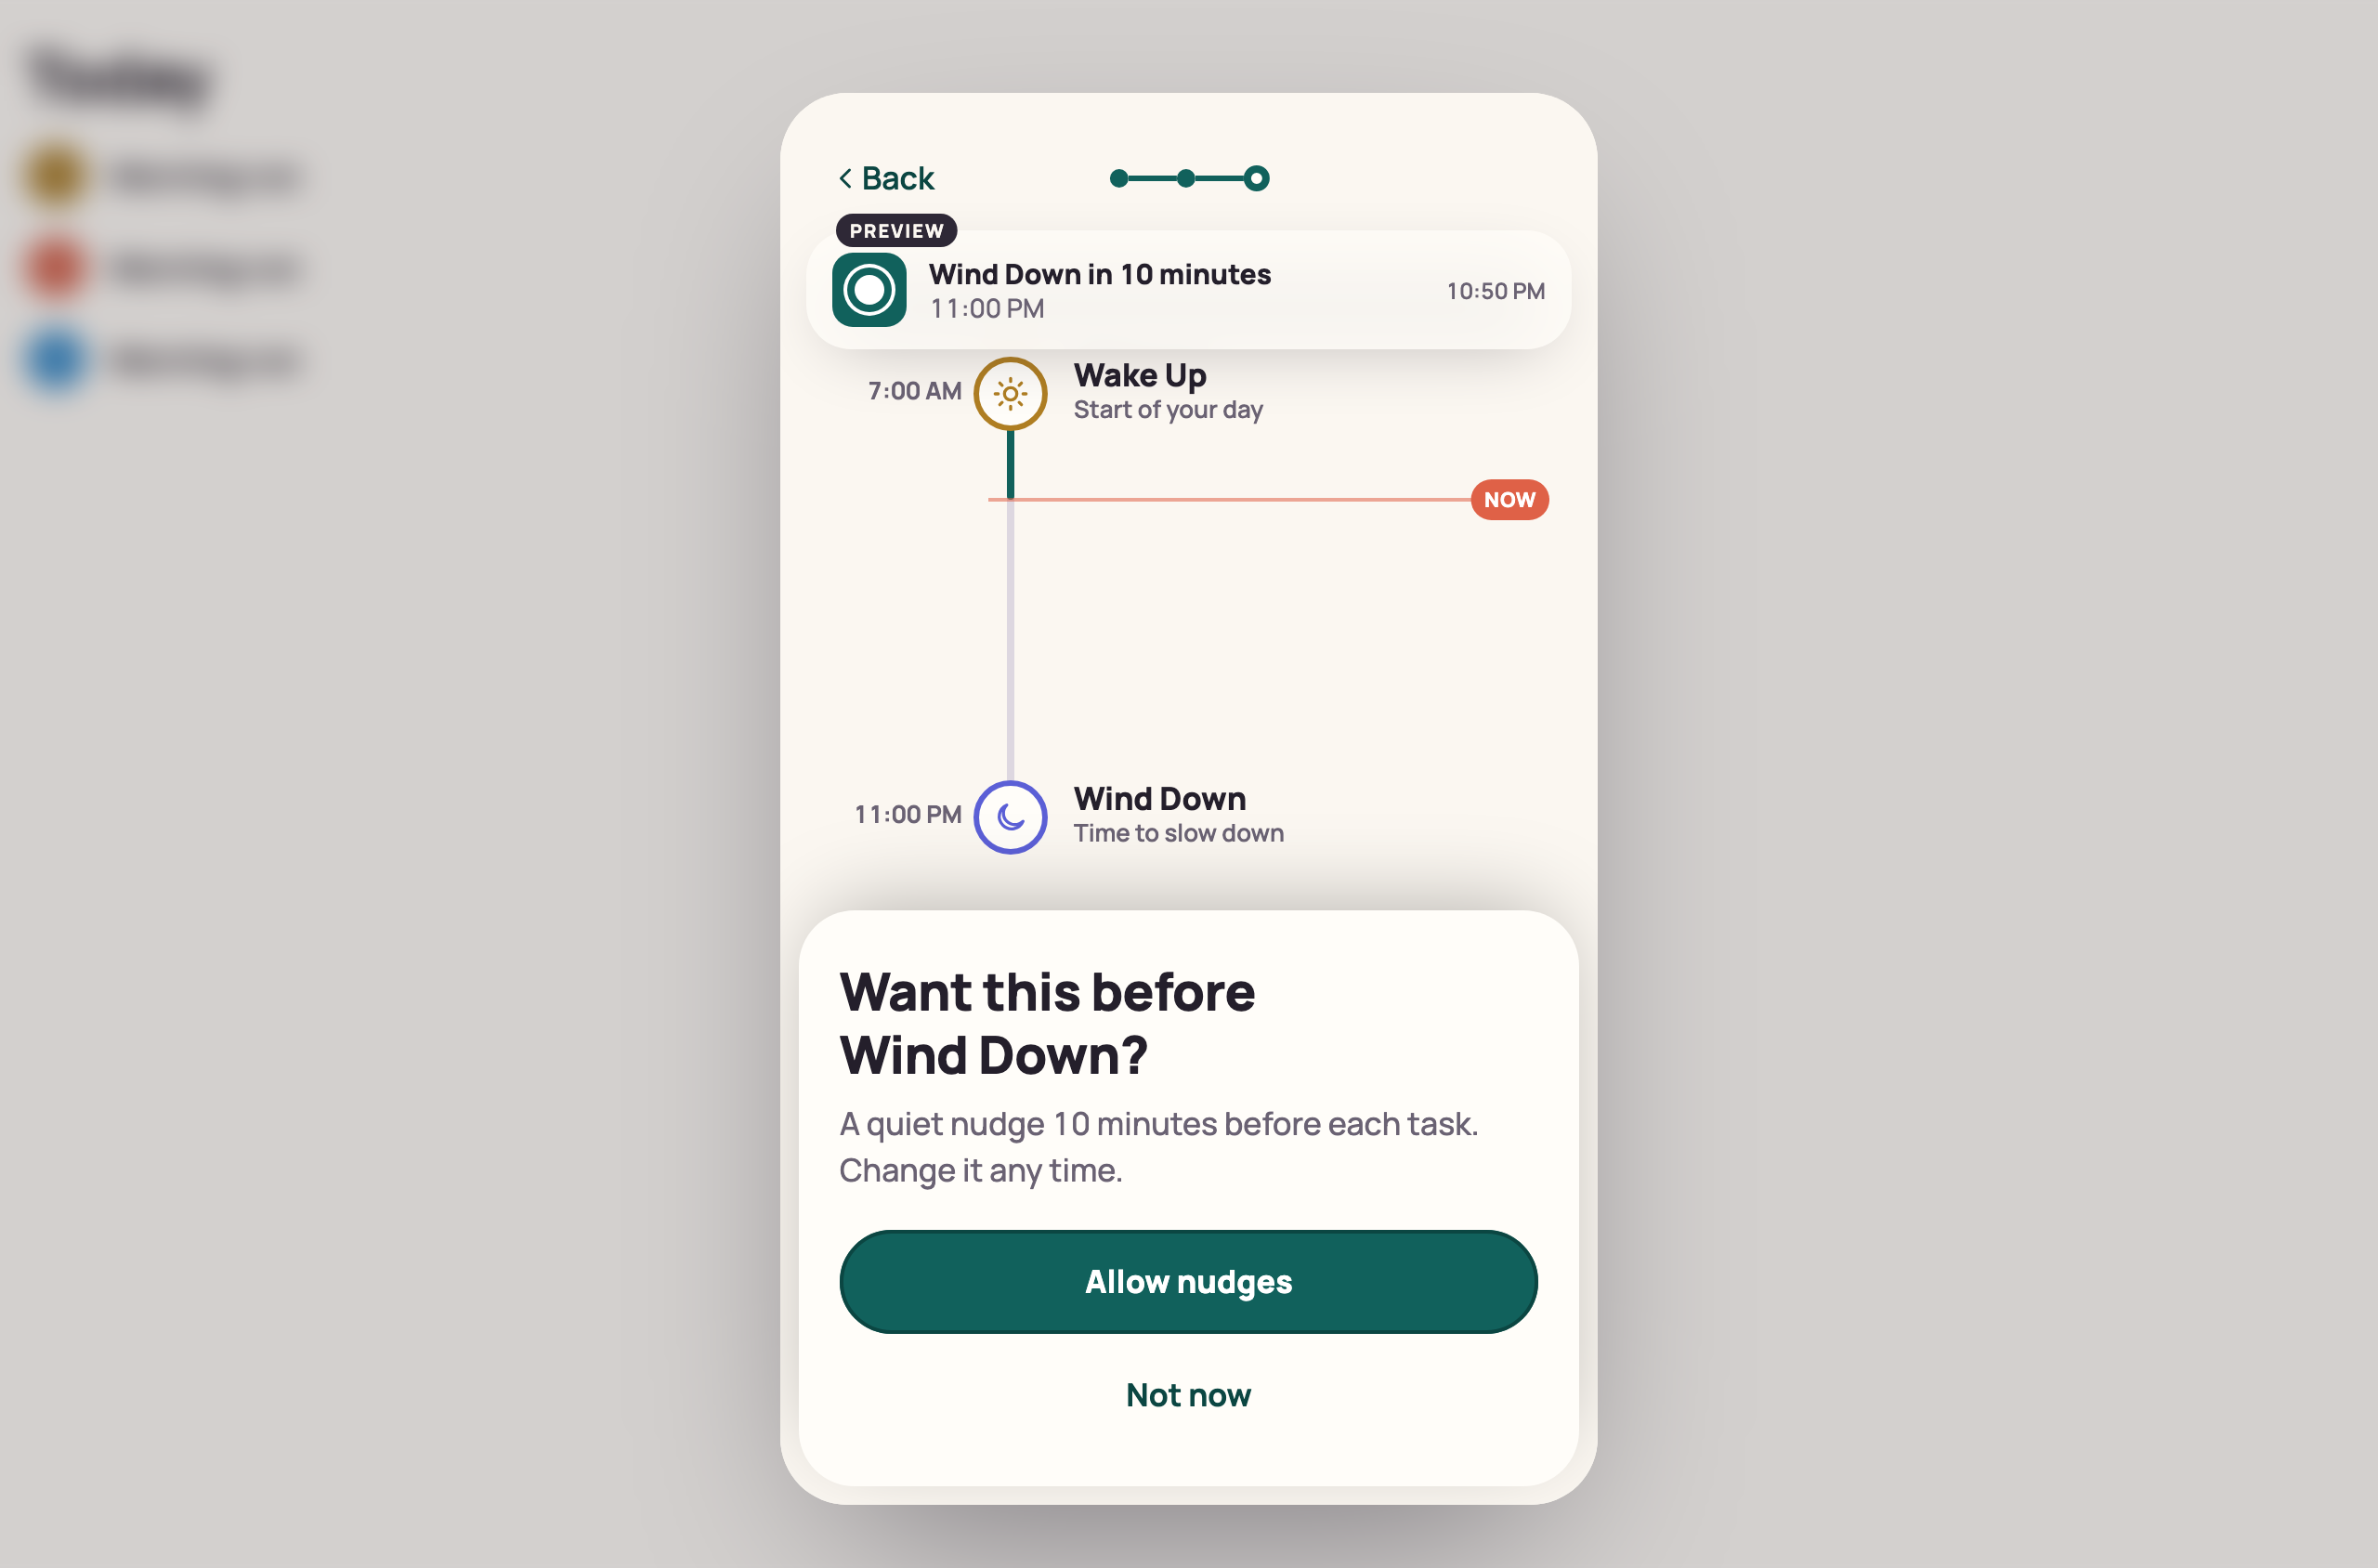 Today
Back
PREVIEW
Wind Down in 10 minutes
11:00 PM
10:50 PM
7:00 AM
Wake Up
Start of your day
NOW
11:00 PM
Wind Down
Time to slow down
Want this before
Wind Down?
A quiet nudge 10 minutes before each task.
Change it any time.
Allow nudges
Not now